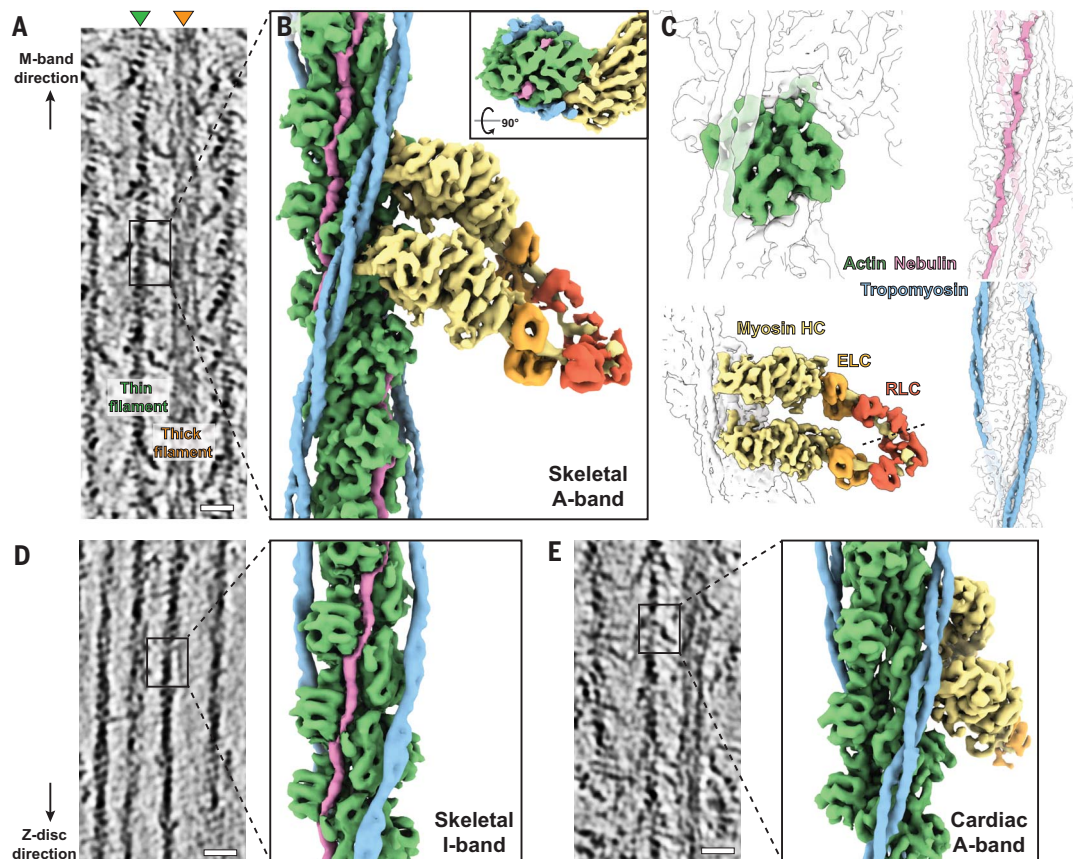 A
M-band
direction
Thin
filament
Thick
filament
B
90°
Skeletal
A-band
C
Actin Nebulin
Tropomyosin
Myosin HC
ELC
RLC
D
Z-disc
direction
Skeletal
I-band
E
Cardiac
A-band